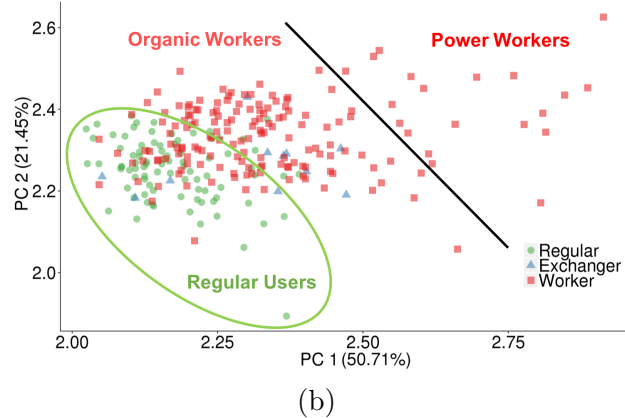 2.6
Organic Workers
Power Workers
2.4
2.2
2.0
PC 2 (21.45%)
Regular Users
Regular
Exchanger
Worker
2.00
2.25
2.50
2.75
PC 1 (50.71%)
(b)